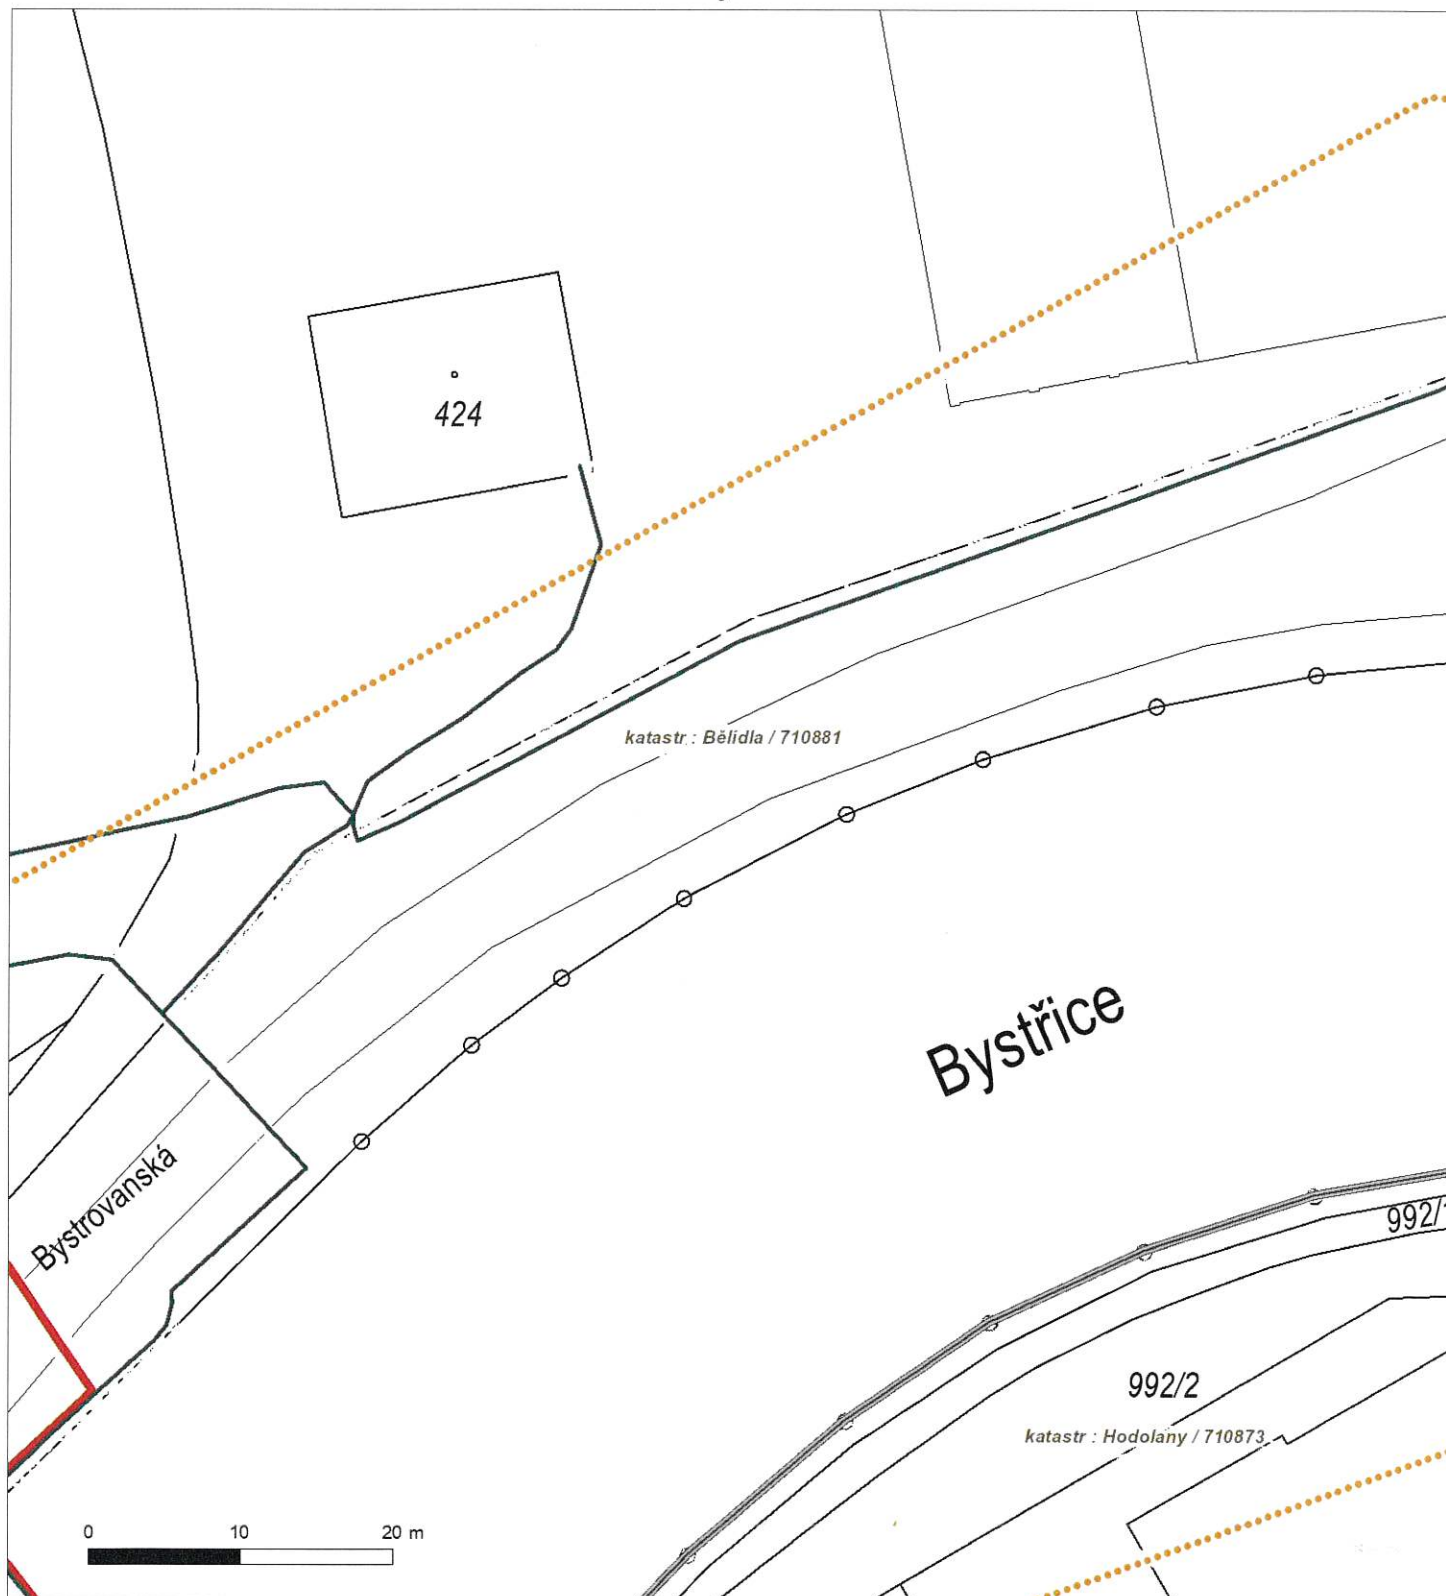 424
katastr : Bělidla / 710881
Bystřice
Bystrovanská
992/2
katastr : Hodolany / 710873
0 10 20 m